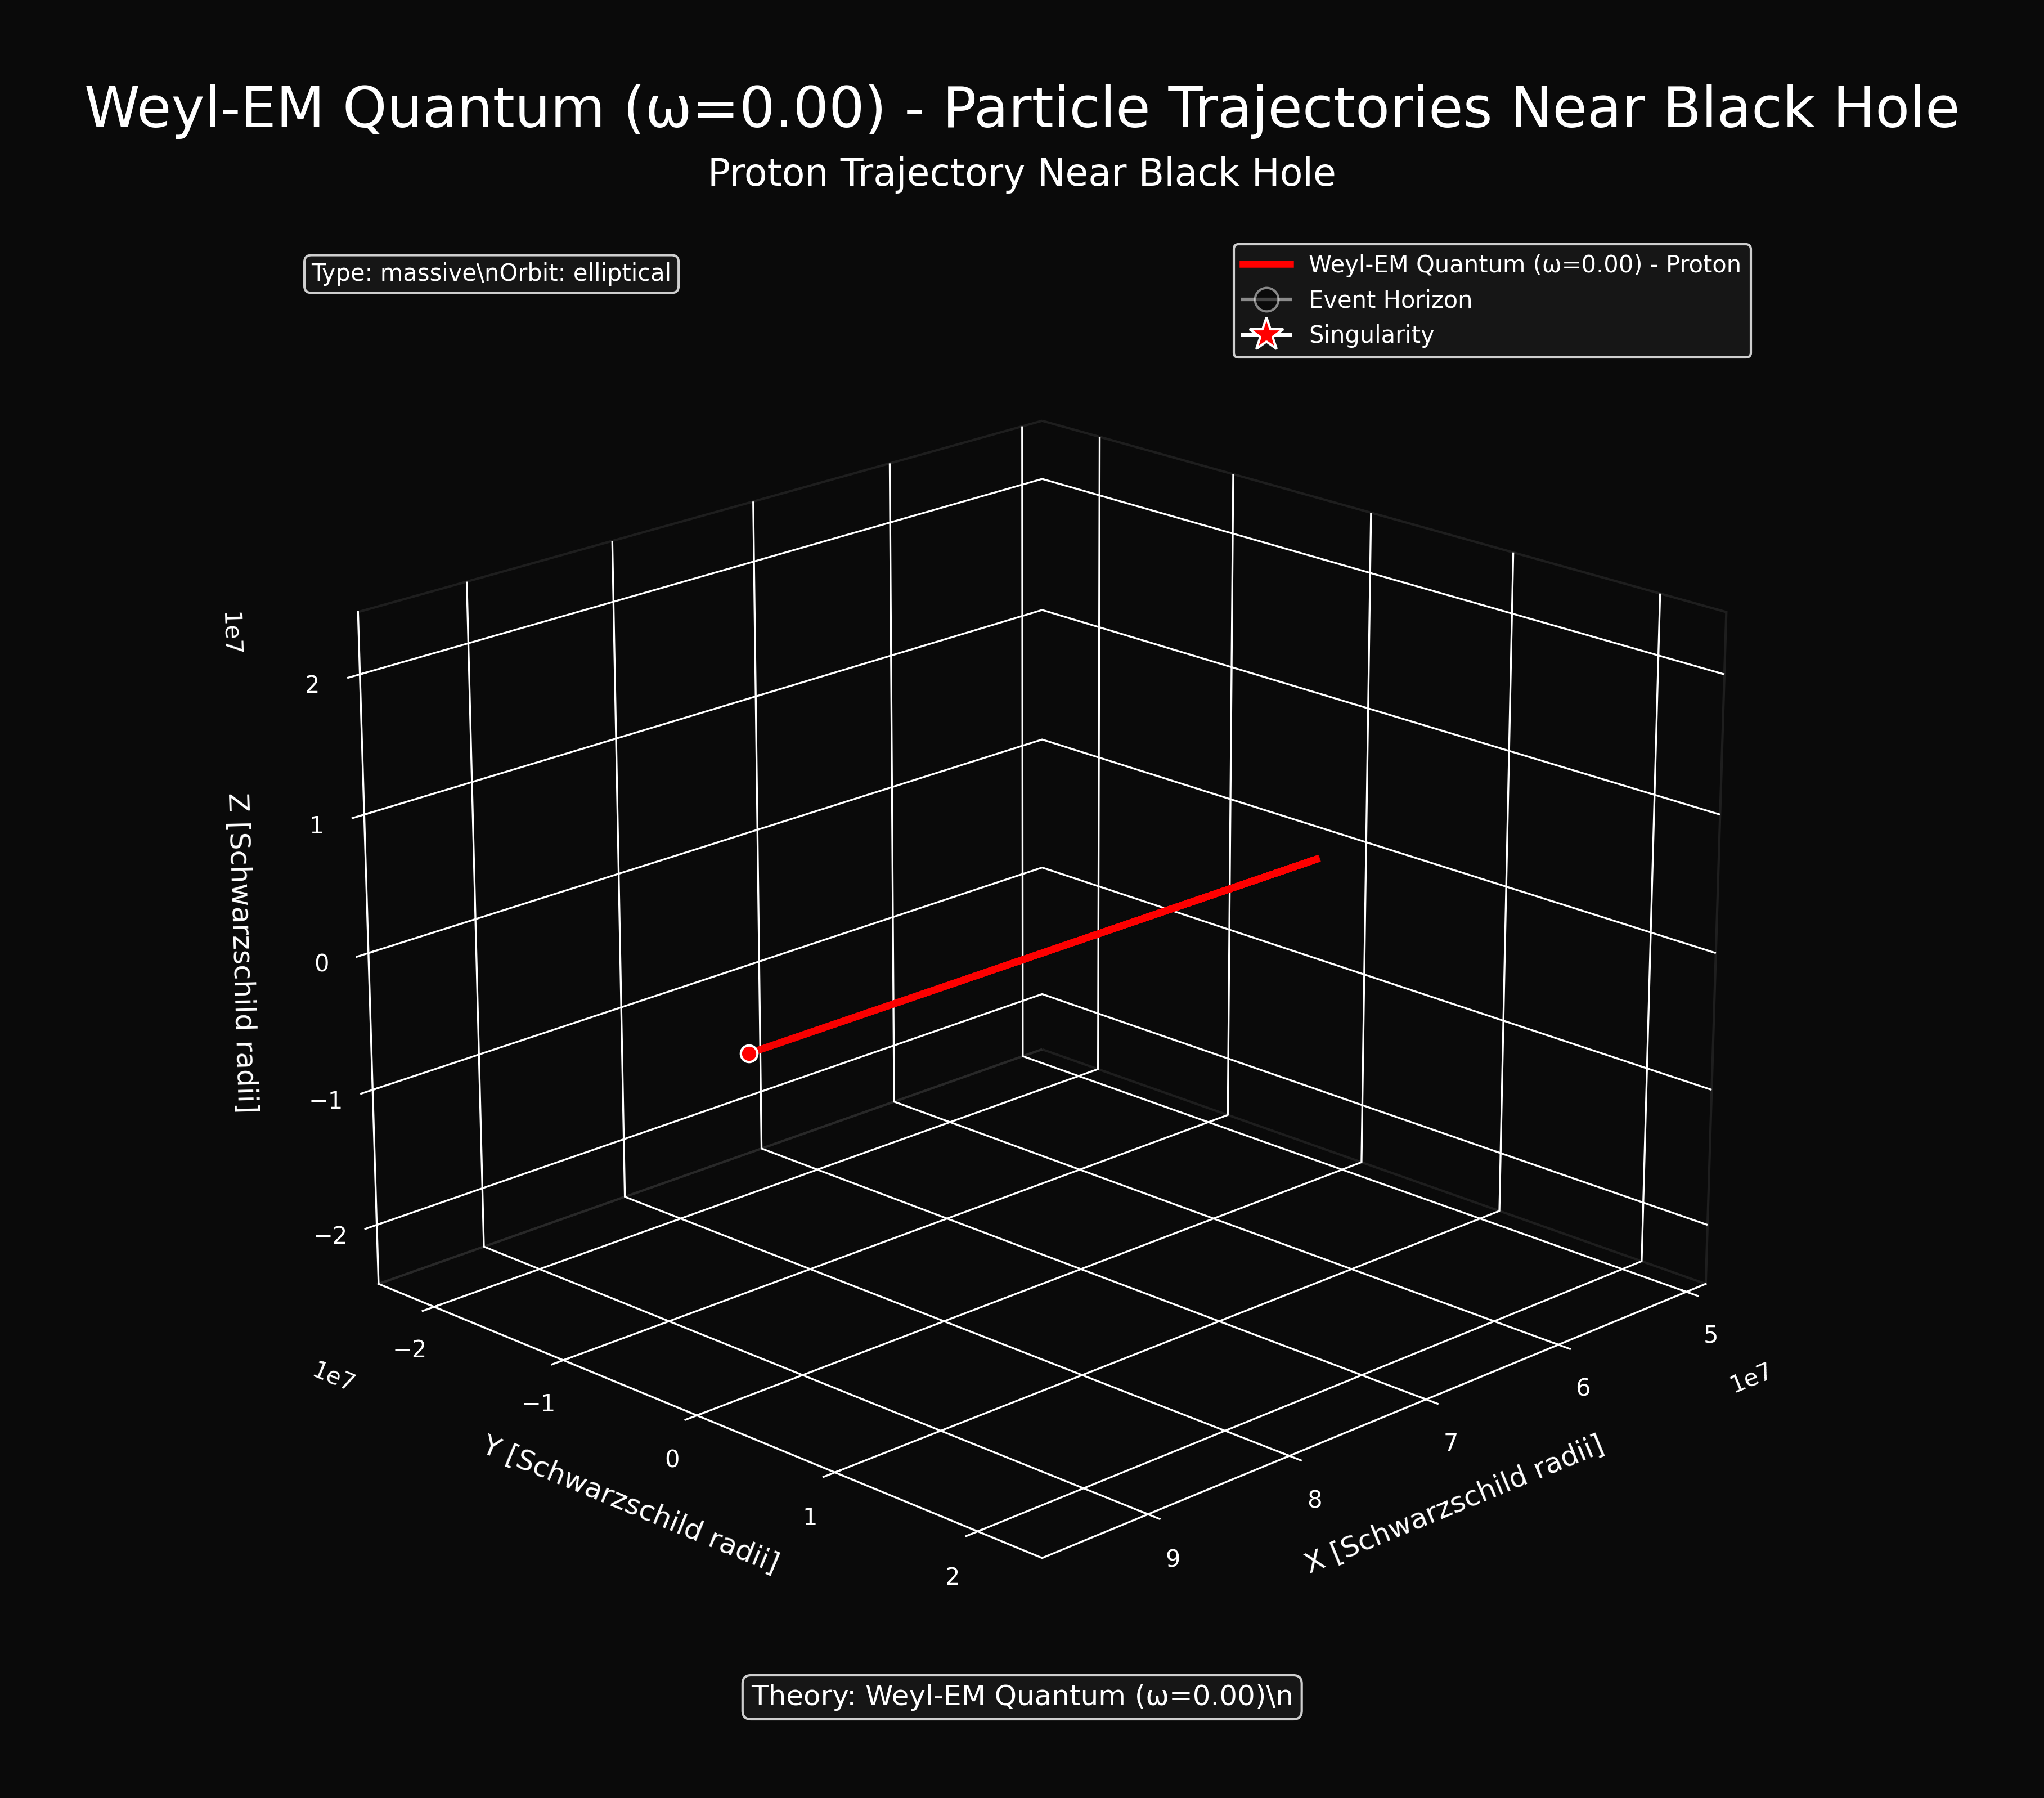 Weyl-EM Quantum (ω=0.00) - Particle Trajectories Near Black Hole
Proton Trajectory Near Black Hole
Type: massive\nOrbit: elliptical
Weyl-EM Quantum (ω=0.00) - Proton
Event Horizon
Singularity
1e7
2
1
0
−1
−2
Z [Schwarzschild radii]
−2
−1
0
1
2
1e7
Y [Schwarzschild radii]
5
6
7
8
9
1e7
X [Schwarzschild radii]
Theory: Weyl-EM Quantum (ω=0.00)\n